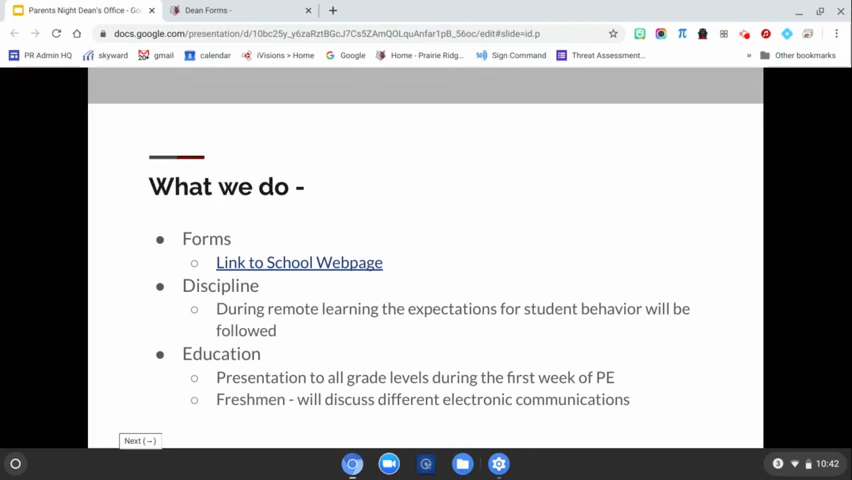 Parents Night Dean's Office - Go
Dean Forms -
docs.google.com/presentation/d/10bc25y_y6zaRztBGcJ7Cs5ZAmQOLquAnfar1pB_56oc/edit#slide=id.p
PR Admin HQ
skyward
gmail
calendar
iVisions > Home
Google
Home - Prairie Ridg...
Sign Command
Threat Assessment...
»
Other bookmarks
What we do -
● Forms
○ Link to School Webpage
● Discipline
○ During remote learning the expectations for student behavior will be
followed
● Education
○ Presentation to all grade levels during the first week of PE
○ Freshmen - will discuss different electronic communications
Next (→)
3
10:42